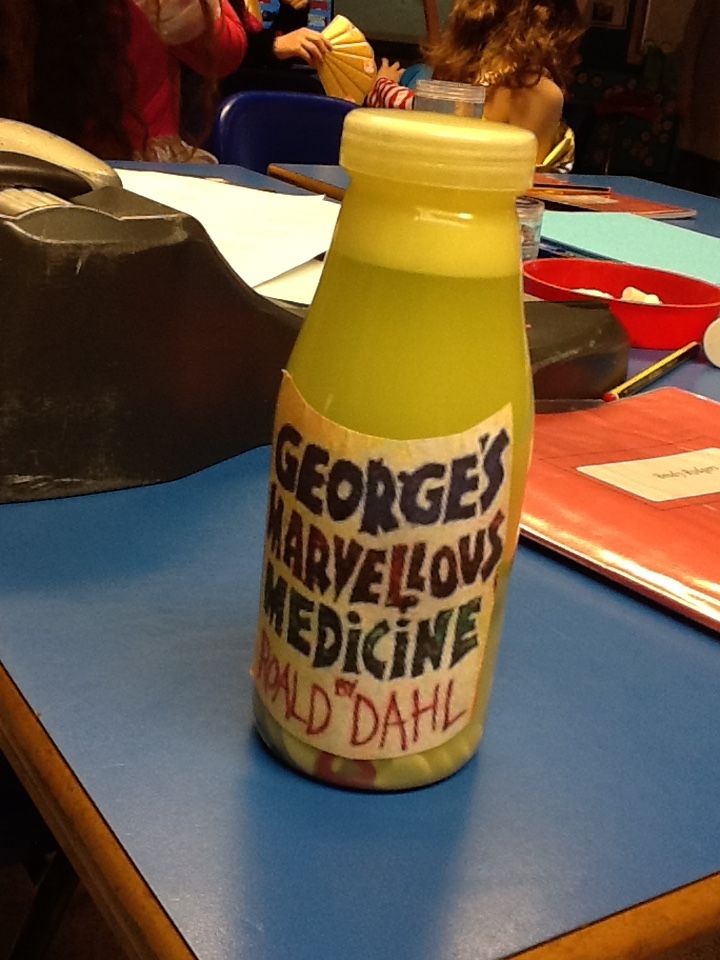 GEORGE'S
MARVELLOUS
MEDICINE
BY
ROALD DAHL